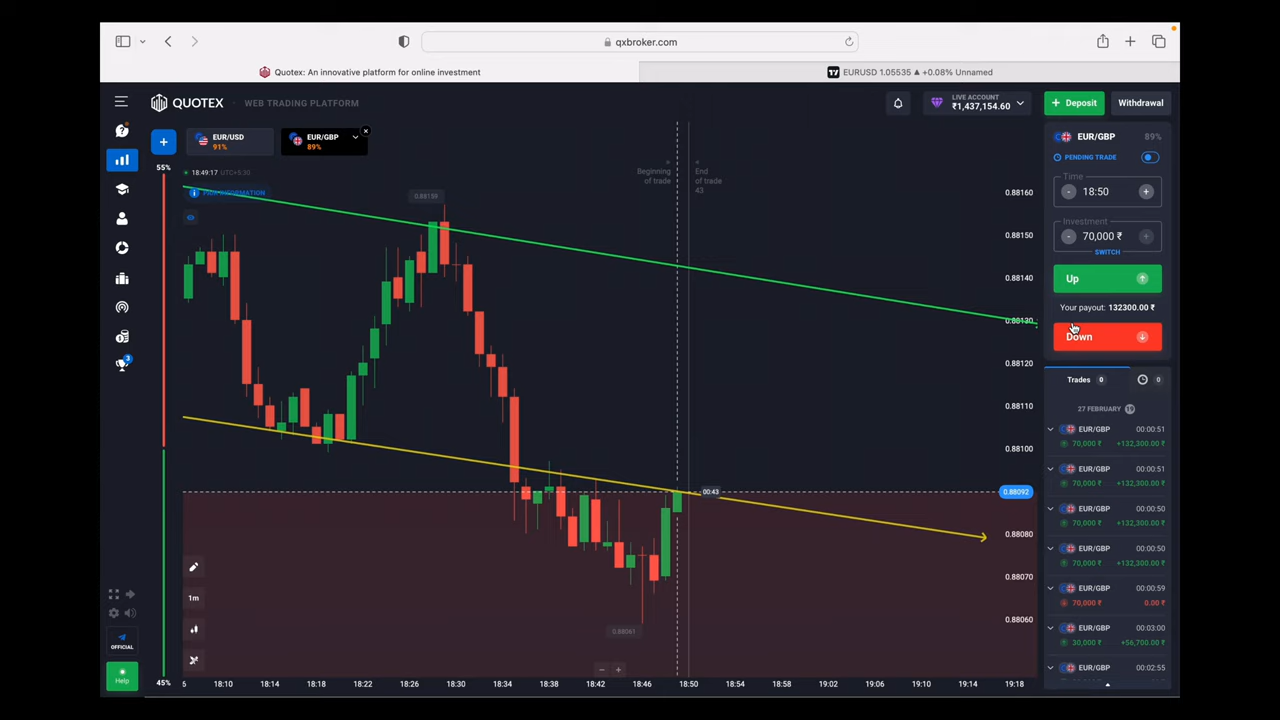 qxbroker.com
Quotex: An innovative platform for online investment
EURUSD 1.05535 ▲ +0.08% Unnamed
QUOTEX
WEB TRADING PLATFORM
LIVE ACCOUNT
₹1,437,154.60
+ Deposit
Withdrawal
EUR/USD
91%
EUR/GBP
89%
55%
18:49:17 UTC+5:30
0.88159
Beginning
of trade
End
of trade
43
0.88160
0.88150
0.88140
0.88130
0.88120
0.88110
0.88100
0.88092
0.88080
0.88070
0.88060
00:43
0.88061
1m
EUR/GBP
89%
PENDING TRADE
Time
- 18:50 +
Investment
- 70,000 ₹ +
SWITCH
Up
Your payout: 132300.00 ₹
Down
Trades 0
0
27 FEBRUARY 19
EUR/GBP 00:00:51
70,000 ₹ +132,300.00 ₹
EUR/GBP 00:00:51
70,000 ₹ +132,300.00 ₹
EUR/GBP 00:00:50
70,000 ₹ +132,300.00 ₹
EUR/GBP 00:00:50
70,000 ₹ +132,300.00 ₹
EUR/GBP 00:00:59
70,000 ₹ 0.00 ₹
EUR/GBP 00:03:00
30,000 ₹ +56,700.00 ₹
EUR/GBP 00:02:55
3
OFFICIAL
Help
45%
6 18:10 18:14 18:18 18:22 18:26 18:30 18:34 18:38 18:42 18:46 18:50 18:54 18:58 19:02 19:06 19:10 19:14 19:18